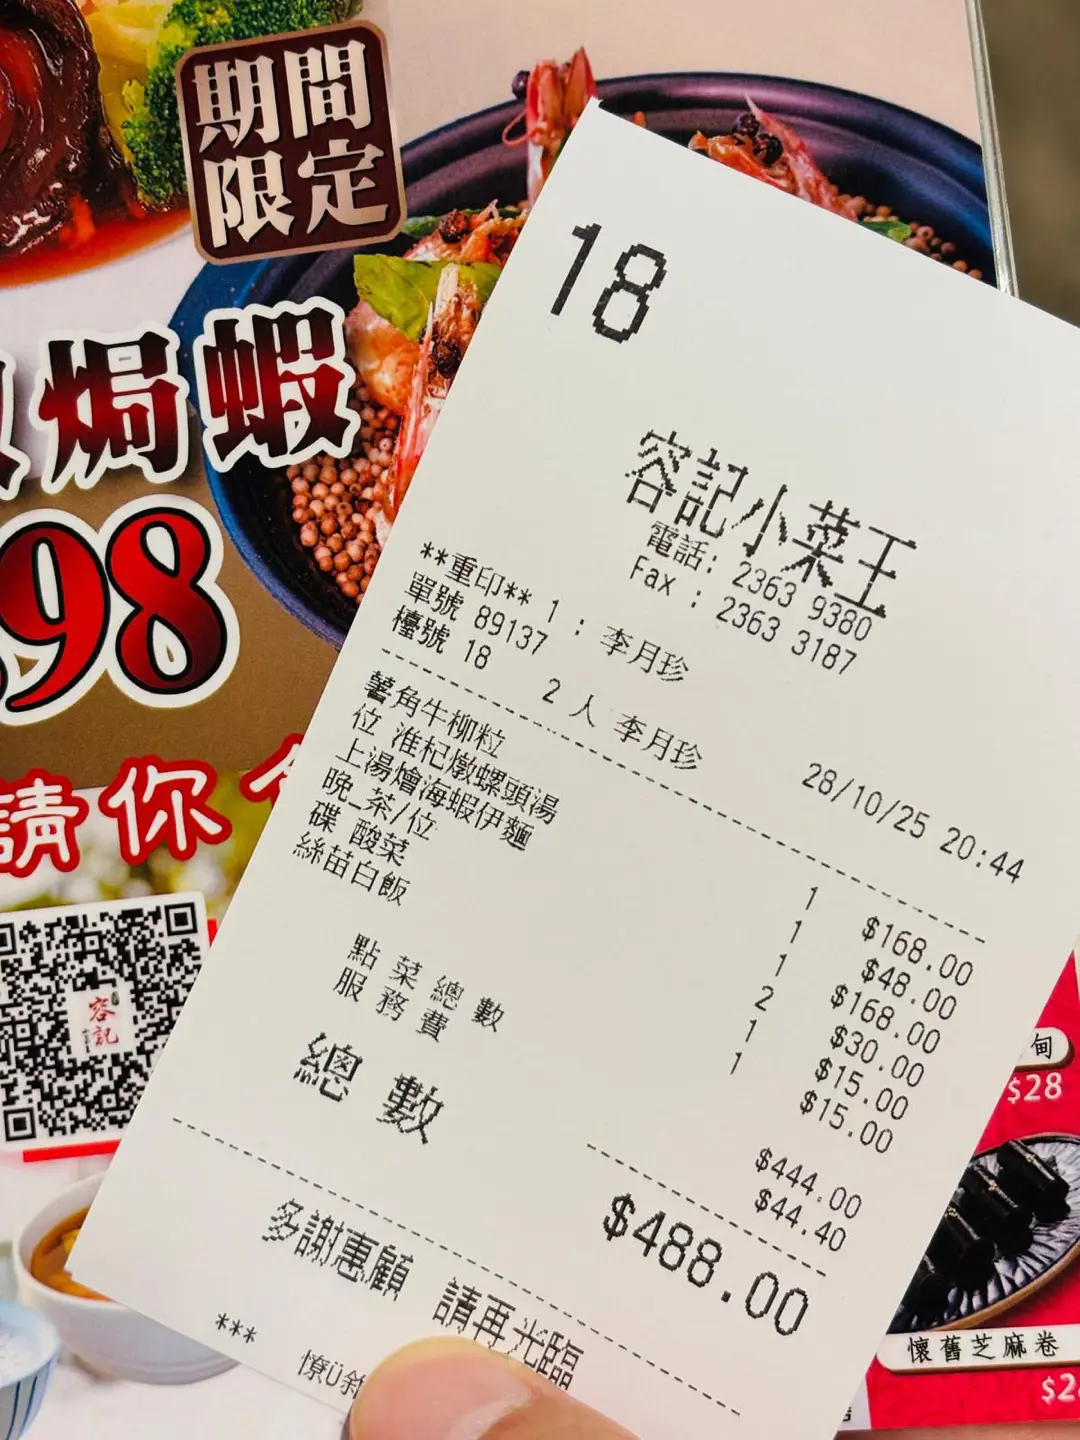 期間
限定
焗蝦
98
請你
容記
18
容記小菜王
電話: 2363 9380
Fax : 2363 3187
**重印** 1 : 李月珍
單號 89137
檯號 18 2 人 李月珍
28/10/25 20:44
薯角牛柳粒 1 $168.00
位 淮杞燉螺頭湯 1 $48.00
上湯燴海蝦伊麵 1 $168.00
晚_茶/位 2 $30.00
碟 酸菜 1 $15.00
絲苗白飯 1 $15.00
點菜總數 $444.00
服務費 $44.40
總數 $488.00
多謝惠顧 請再光臨
***
甸
$28
懷舊芝麻卷